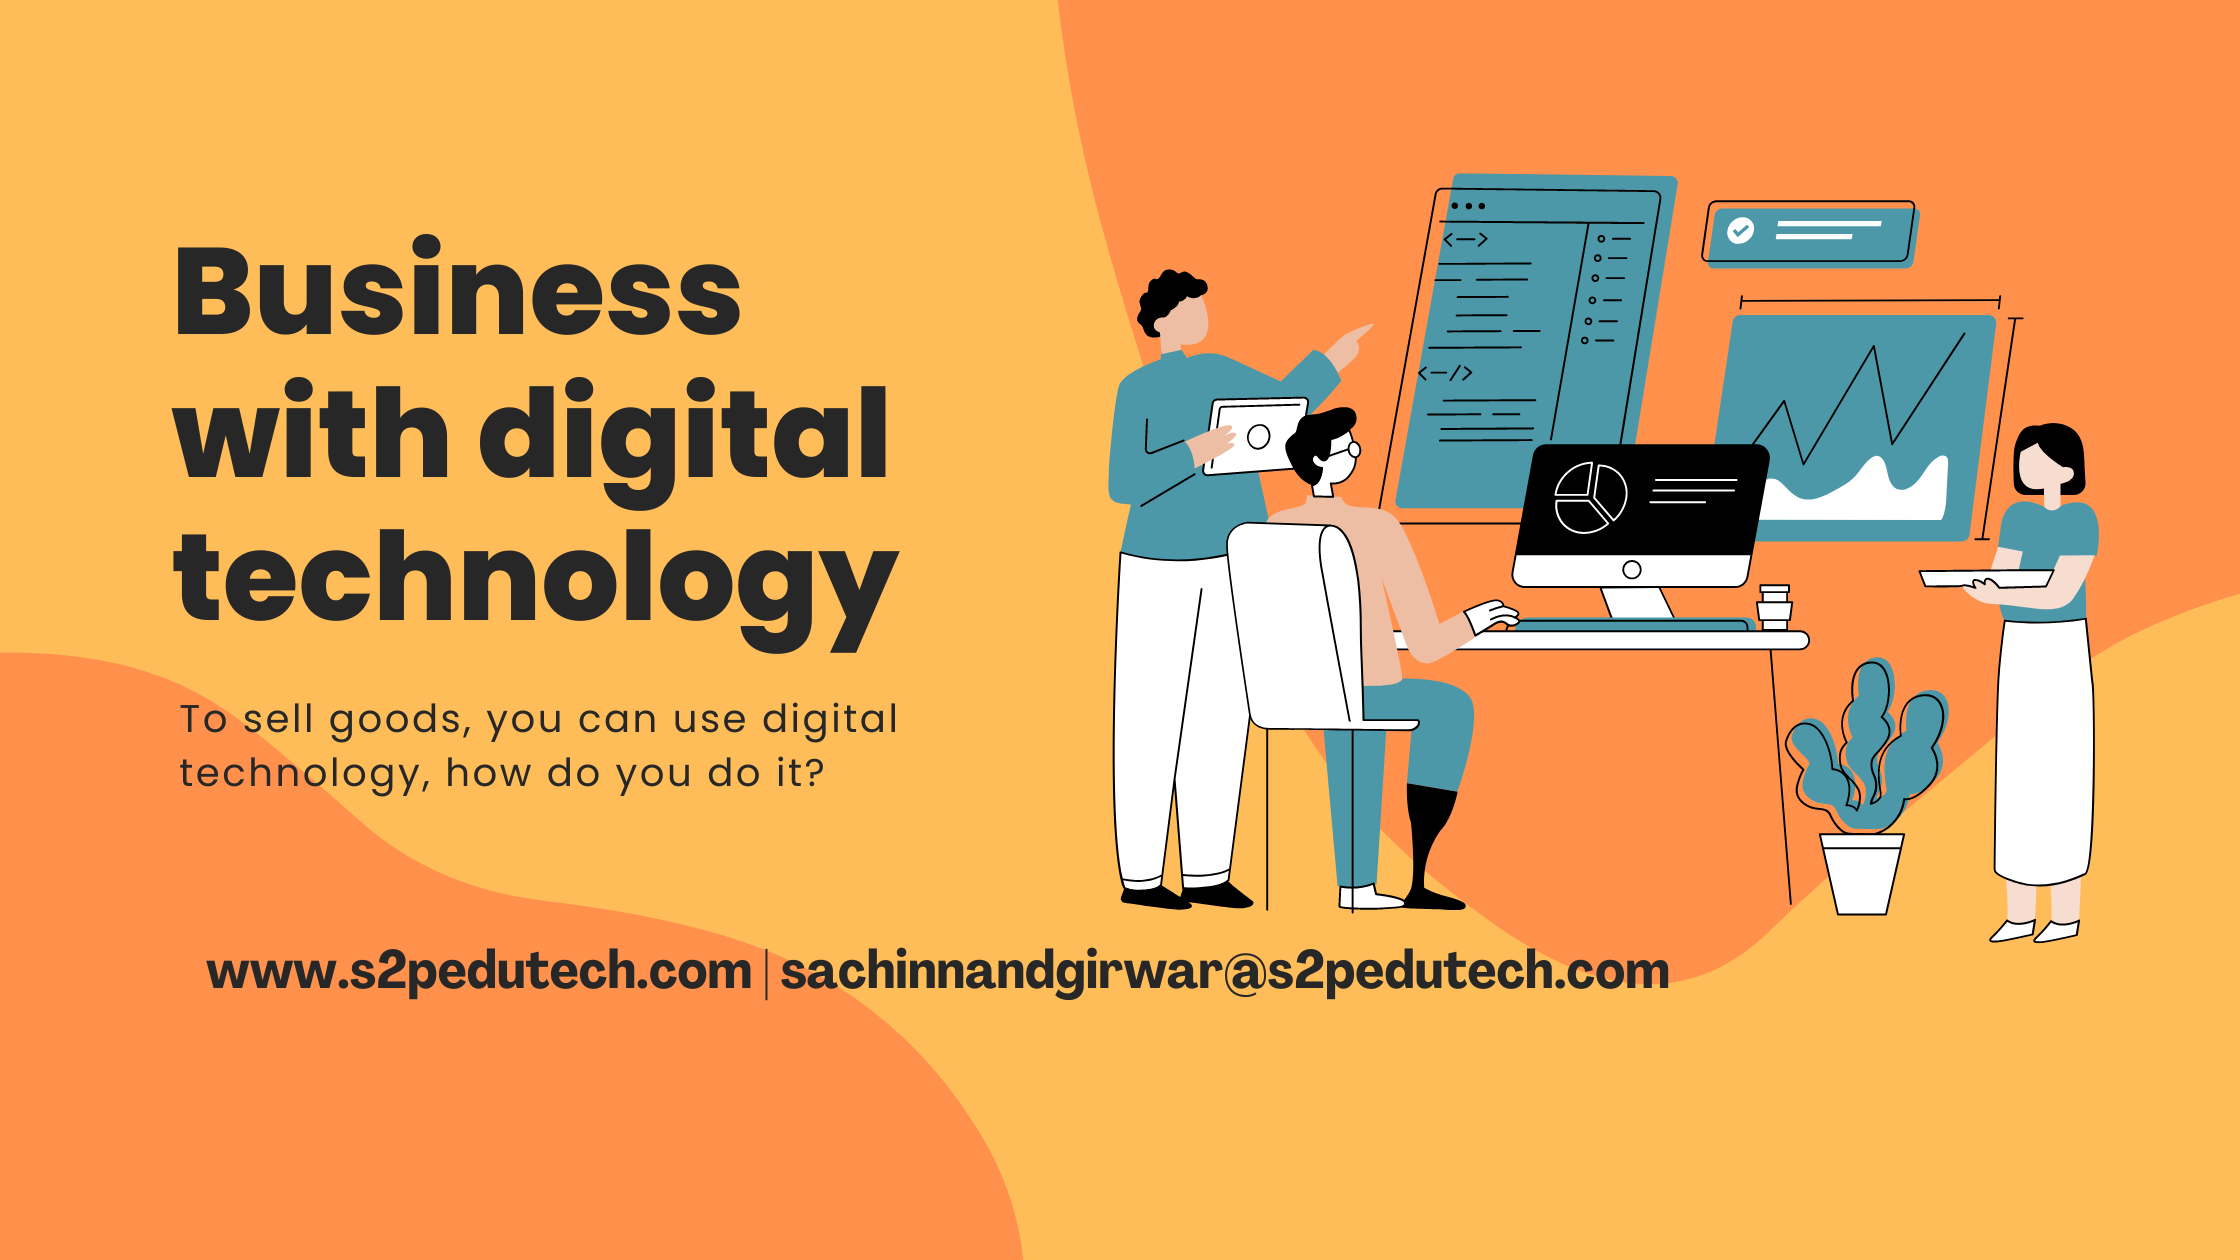 Business
with digital
technology
To sell goods, you can use digital
technology, how do you do it?
www.s2pedutech.com | sachinnandgirwar@s2pedutech.com